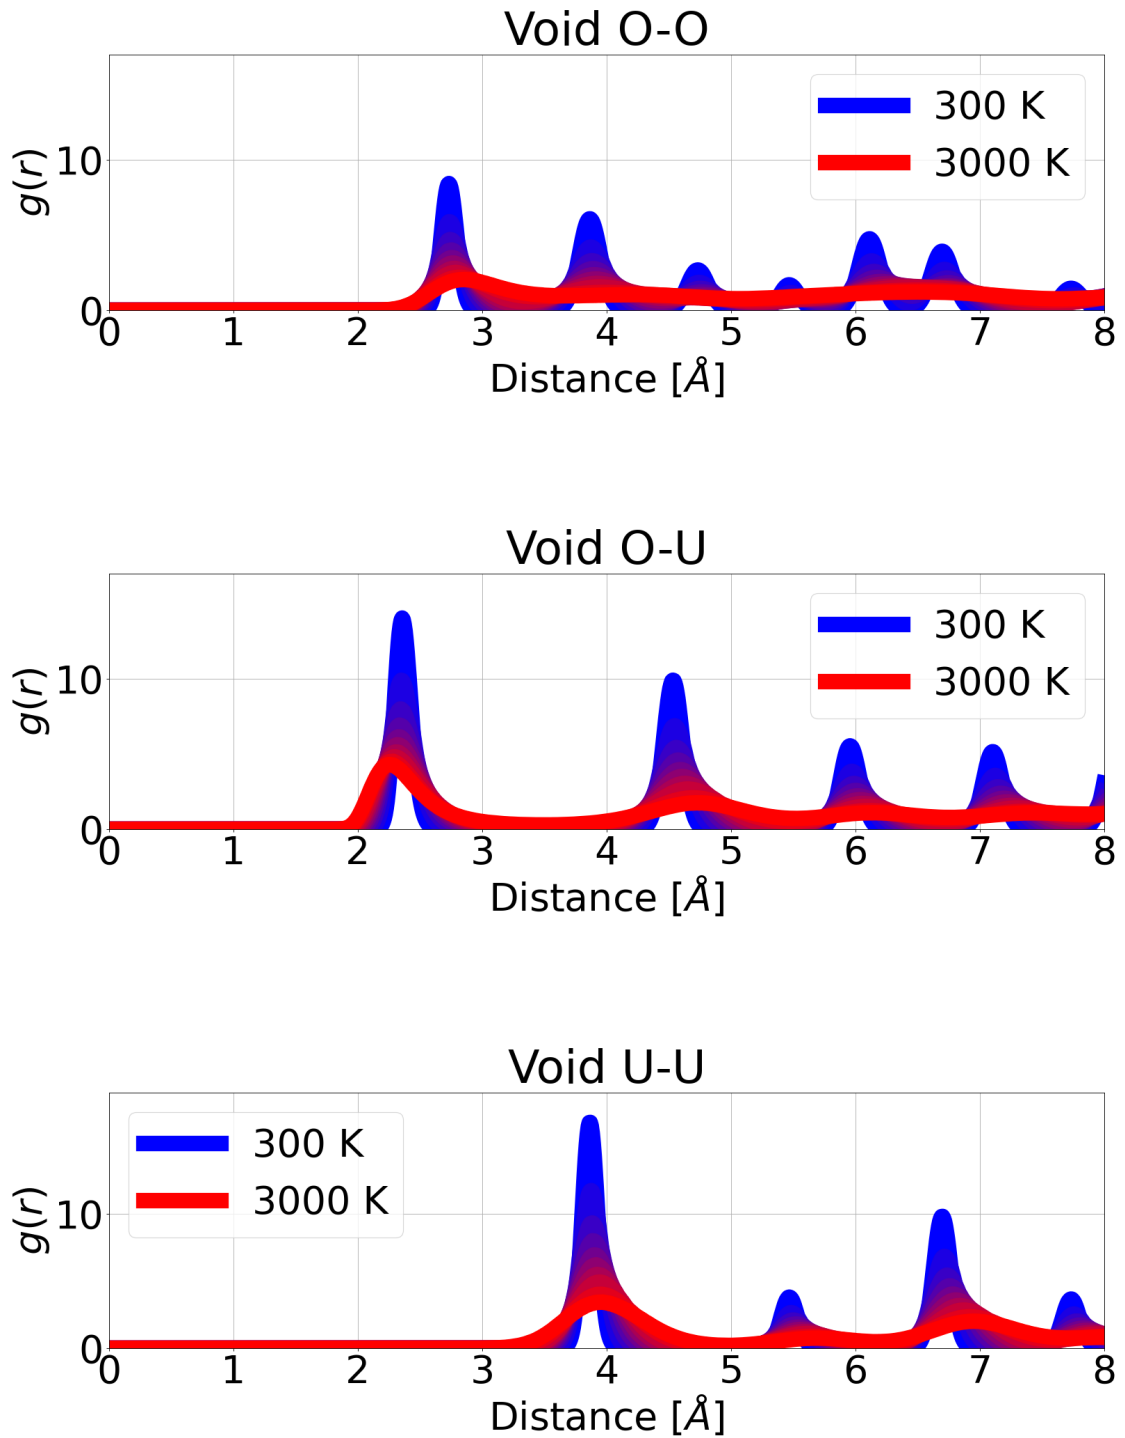 Void O-O
g(r)
10
0
300 K
3000 K
0 1 2 3 4 5 6 7 8
Distance [Å]
Void O-U
g(r)
10
0
300 K
3000 K
0 1 2 3 4 5 6 7 8
Distance [Å]
Void U-U
g(r)
10
0
300 K
3000 K
0 1 2 3 4 5 6 7 8
Distance [Å]